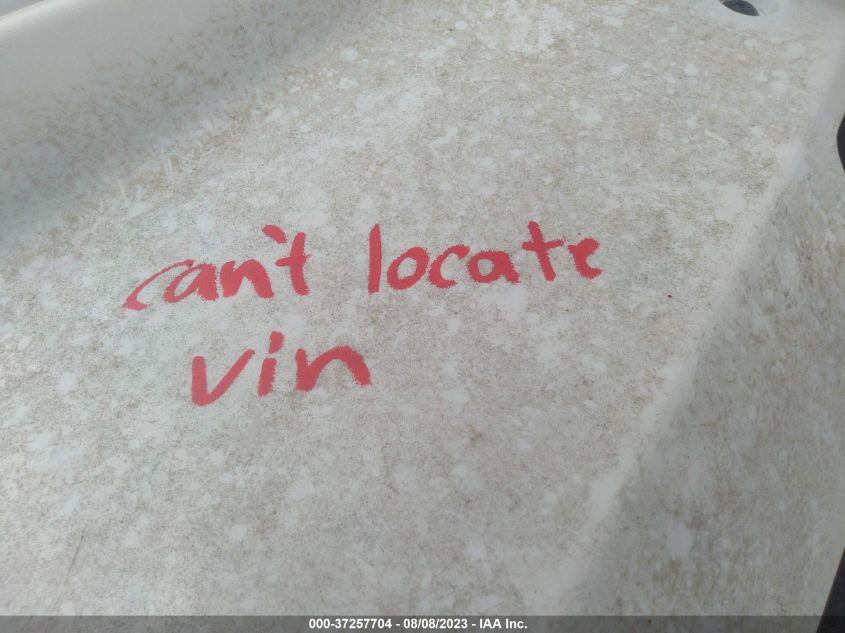 can't locate
vin
000-37257704 - 08/08/2023 - IAA Inc.